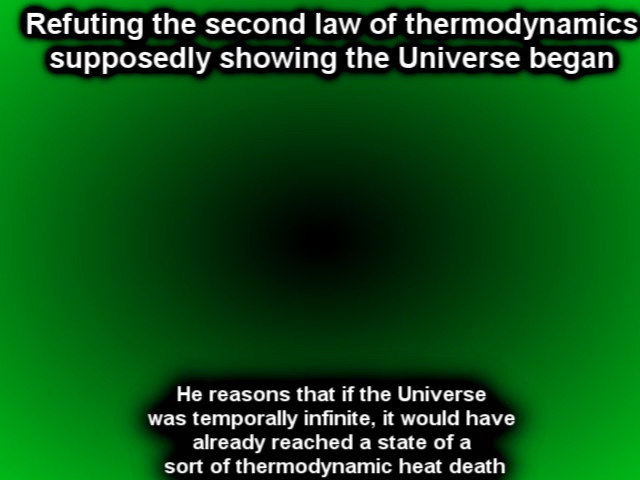 Refuting the second law of thermodynamics
supposedly showing the Universe began
He reasons that if the Universe
was temporally infinite, it would have
already reached a state of a
sort of thermodynamic heat death